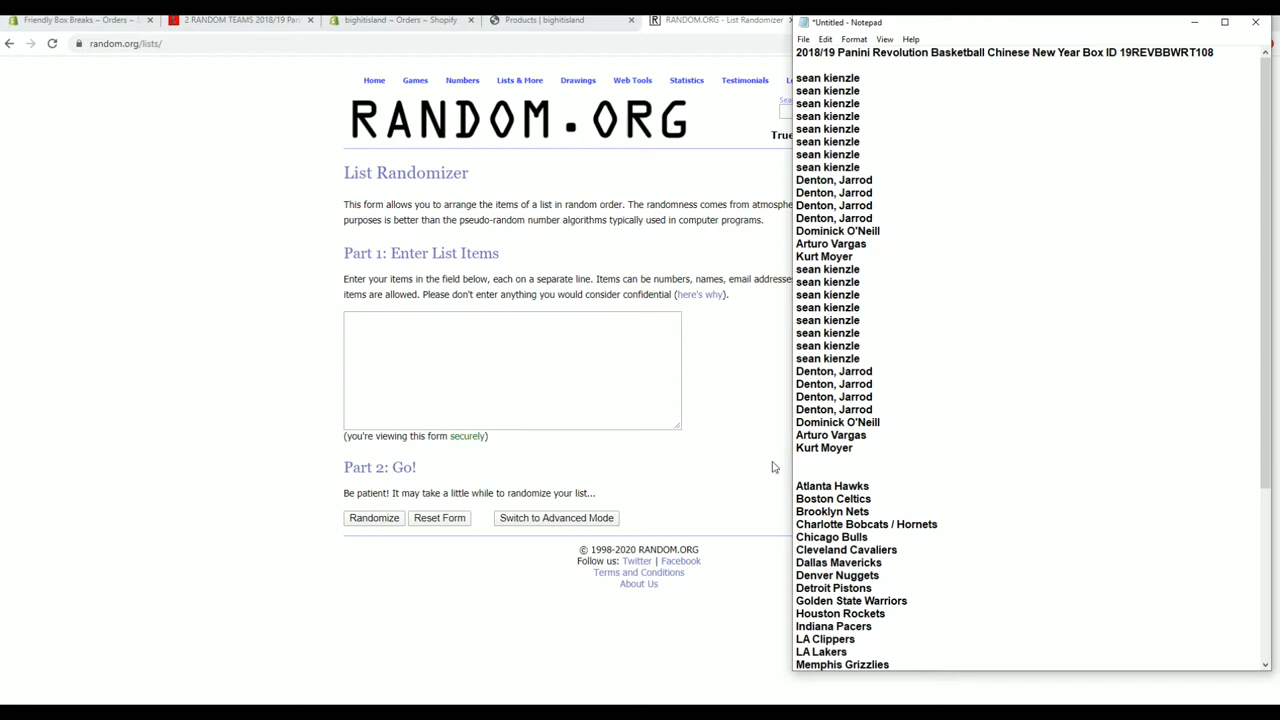 Friendly Box Breaks ~ Orders ~ S
2 RANDOM TEAMS 2018/19 Pani
bighitisland ~ Orders ~ Shopify
Products | bighitisland
RANDOM.ORG - List Randomizer
random.org/lists/
Home Games Numbers Lists & More Drawings Web Tools Statistics Testimonials
RANDOM.ORG
True
List Randomizer
This form allows you to arrange the items of a list in random order. The randomness comes from atmosphe
purposes is better than the pseudo-random number algorithms typically used in computer programs.
Part 1: Enter List Items
Enter your items in the field below, each on a separate line. Items can be numbers, names, email addresse
items are allowed. Please don't enter anything you would consider confidential (here's why).
(you're viewing this form securely)
Part 2: Go!
Be patient! It may take a little while to randomize your list...
Randomize Reset Form Switch to Advanced Mode
© 1998-2020 RANDOM.ORG
Follow us: Twitter | Facebook
Terms and Conditions
About Us
*Untitled - Notepad
File Edit Format View Help
2018/19 Panini Revolution Basketball Chinese New Year Box ID 19REVBBWRT108
sean kienzle
sean kienzle
sean kienzle
sean kienzle
sean kienzle
sean kienzle
sean kienzle
sean kienzle
Denton, Jarrod
Denton, Jarrod
Denton, Jarrod
Denton, Jarrod
Dominick O'Neill
Arturo Vargas
Kurt Moyer
sean kienzle
sean kienzle
sean kienzle
sean kienzle
sean kienzle
sean kienzle
sean kienzle
sean kienzle
Denton, Jarrod
Denton, Jarrod
Denton, Jarrod
Denton, Jarrod
Dominick O'Neill
Arturo Vargas
Kurt Moyer
Atlanta Hawks
Boston Celtics
Brooklyn Nets
Charlotte Bobcats / Hornets
Chicago Bulls
Cleveland Cavaliers
Dallas Mavericks
Denver Nuggets
Detroit Pistons
Golden State Warriors
Houston Rockets
Indiana Pacers
LA Clippers
LA Lakers
Memphis Grizzlies